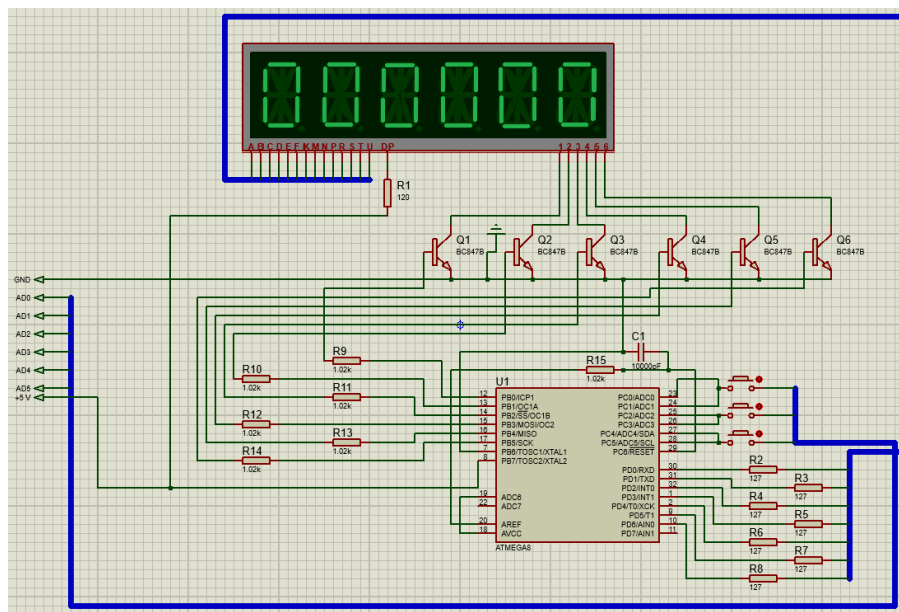 A B C D E F K M N P R S T U DP 1 2 3 4 5 6
R1
120
Q1
BC847B
Q2
BC847B
Q3
BC847B
Q4
BC847B
Q5
BC847B
Q6
BC847B
GND
AD0
AD1
AD2
AD3
AD4
AD5
+5 V
R9
1.02k
R10
1.02k
R11
1.02k
R12
1.02k
R13
1.02k
R14
1.02k
R15
1.02k
C1
10000pF
U1
12 PB0/ICP1 PC0/ADC0 23
13 PB1/OC1A PC1/ADC1 24
14 PB2/SS/OC1B PC2/ADC2 25
15 PB3/MOSI/OC2 PC3/ADC3 26
16 PB4/MISO PC4/ADC4/SDA 27
17 PB5/SCK PC5/ADC5/SCL 28
7 PB6/TOSC1/XTAL1 PC6/RESET 29
8 PB7/TOSC2/XTAL2
PD0/RXD 30
PD1/TXD 31
19 ADC6 PD2/INT0 32
22 ADC7 PD3/INT1 1
PD4/T0/XCK 2
PD5/T1 9
20 AREF PD6/AIN0 10
18 AVCC PD7/AIN1 11
ATMEGA8
R2
127
R3
127
R4
127
R5
127
R6
127
R7
127
R8
127